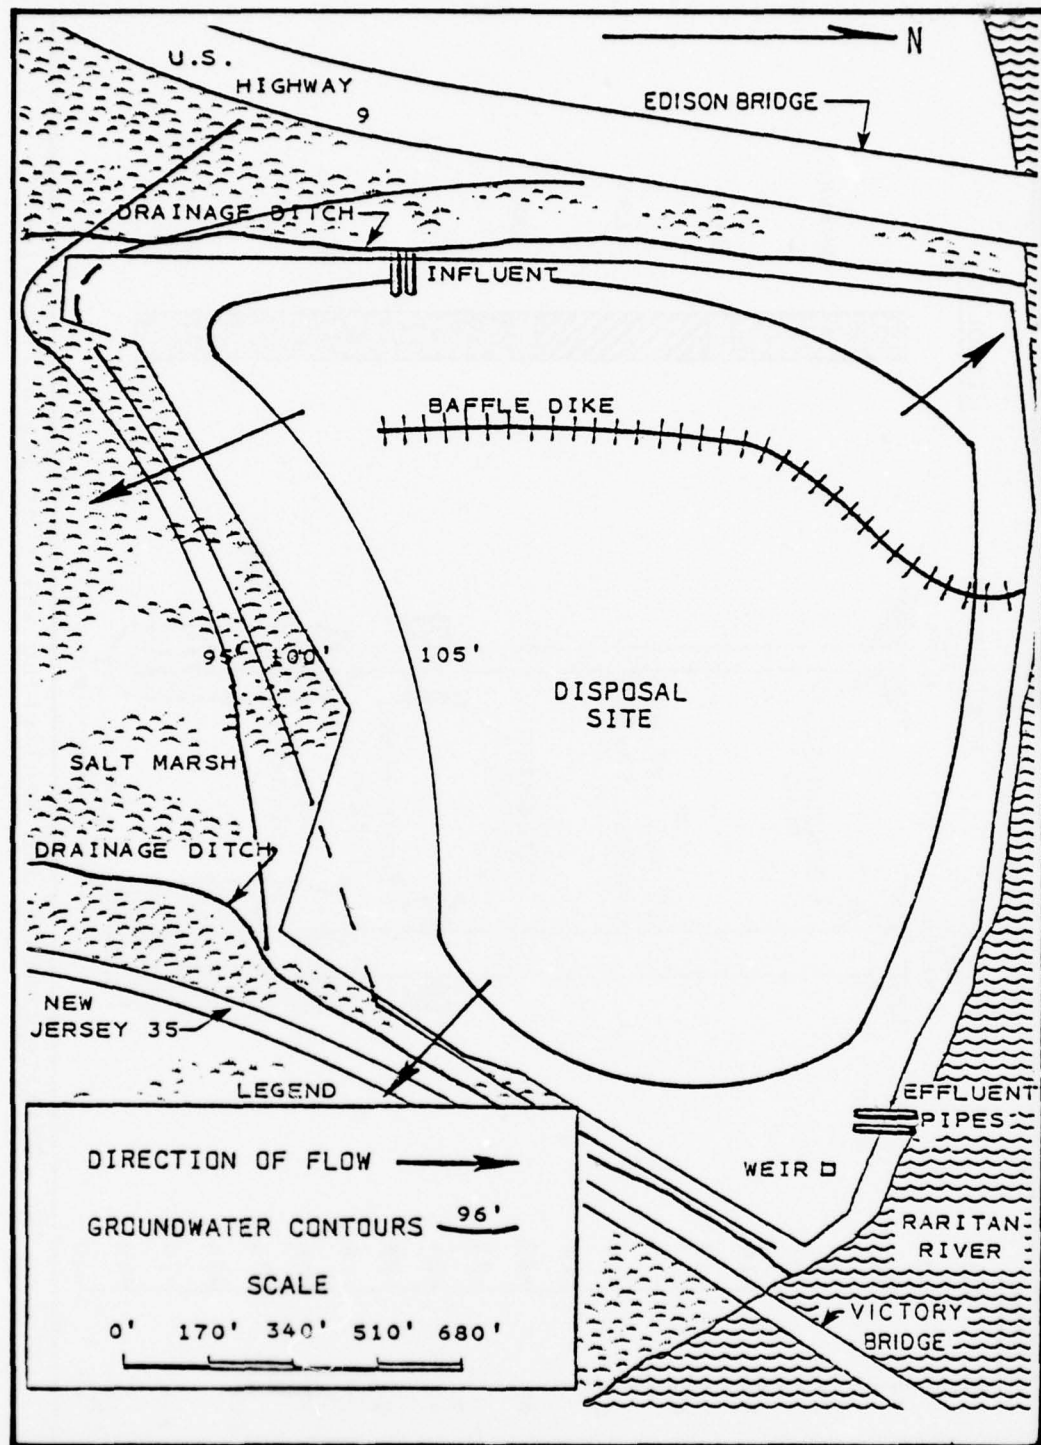 N
U.S.
HIGHWAY
9
EDISON BRIDGE
DRAINAGE DITCH
INFLUENT
BAFFLE DIKE
95' 100' 105'
DISPOSAL
SITE
SALT MARSH
DRAINAGE DITCH
NEW
JERSEY 35
EFFLUENT
PIPES
WEIR
RARITAN
RIVER
VICTORY
BRIDGE
LEGEND
DIRECTION OF FLOW
GROUNDWATER CONTOURS 96'
SCALE
0' 170' 340' 510' 680'